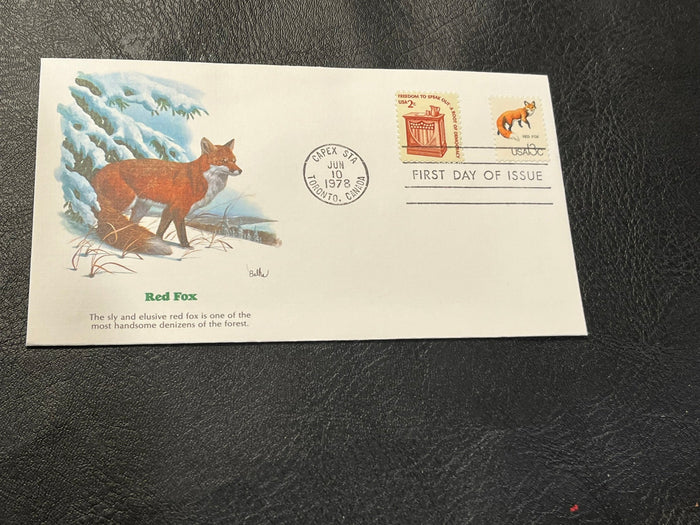 FREEDOM TO SPEAK OUT-A ROOT OF DEMOCRACY
USA 2c
RED FOX
USA 13c
CAPEX STA
JUN
10
1978
TORONTO, CANADA
FIRST DAY OF ISSUE
Red Fox
The sly and elusive red fox is one of the
most handsome denizens of the forest.